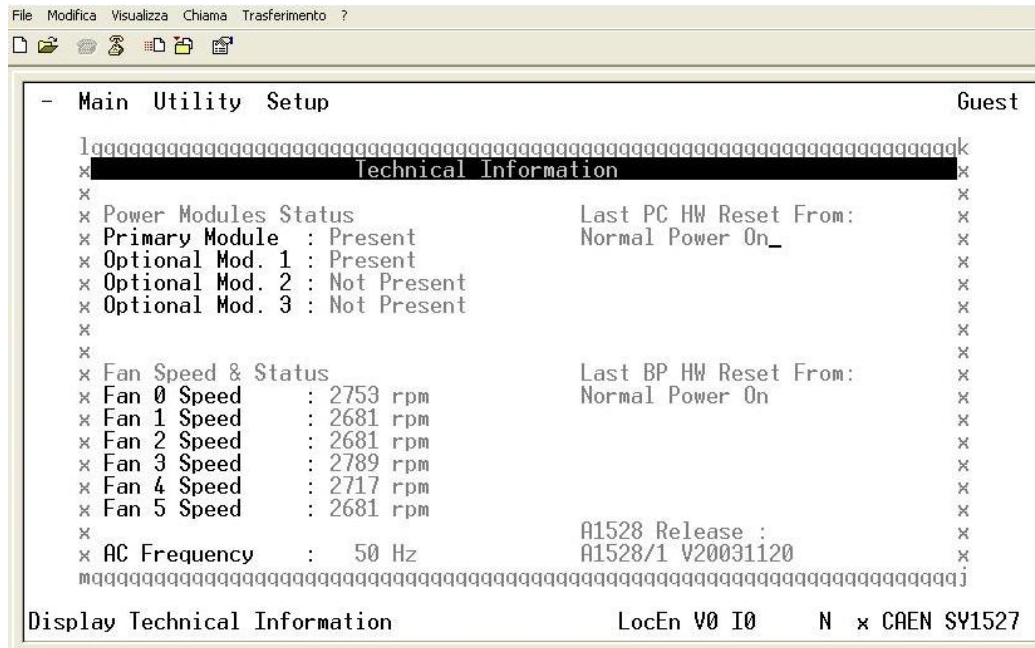 File Modifica Visualizza Chiama Trasferimento ?
- Main Utility Setup Guest
lqqqqqqqqqqqqqqqqqqqqqqqqqqqqqqqqqqqqqqqqqqqqqqqqqqqqqqqqqqqqqqqqqqqqqk
x Technical Information x
x x
x Power Modules Status Last PC HW Reset From: x
x Primary Module : Present Normal Power On_ x
x Optional Mod. 1 : Present x
x Optional Mod. 2 : Not Present x
x Optional Mod. 3 : Not Present x
x x
x x
x Fan Speed & Status Last BP HW Reset From: x
x Fan 0 Speed : 2753 rpm Normal Power On x
x Fan 1 Speed : 2681 rpm x
x Fan 2 Speed : 2681 rpm x
x Fan 3 Speed : 2789 rpm x
x Fan 4 Speed : 2717 rpm x
x Fan 5 Speed : 2681 rpm x
x A1528 Release : x
x AC Frequency : 50 Hz A1528/1 V20031120 x
mqqqqqqqqqqqqqqqqqqqqqqqqqqqqqqqqqqqqqqqqqqqqqqqqqqqqqqqqqqqqqqqqqqqqqj
Display Technical Information LocEn V0 I0 N x CAEN SY1527